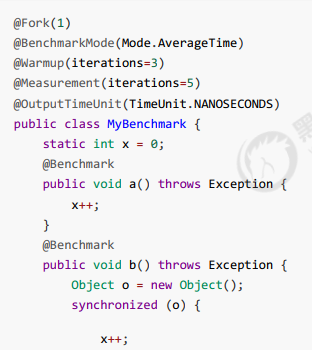 @Fork(1)
@BenchmarkMode(Mode.AverageTime)
@Warmup(iterations=3)
@Measurement(iterations=5)
@OutputTimeUnit(TimeUnit.NANOSECONDS)
public class MyBenchmark {
    static int x = 0;
    @Benchmark
    public void a() throws Exception {
        x++;
    }
    @Benchmark
    public void b() throws Exception {
        Object o = new Object();
        synchronized (o) {
            x++;